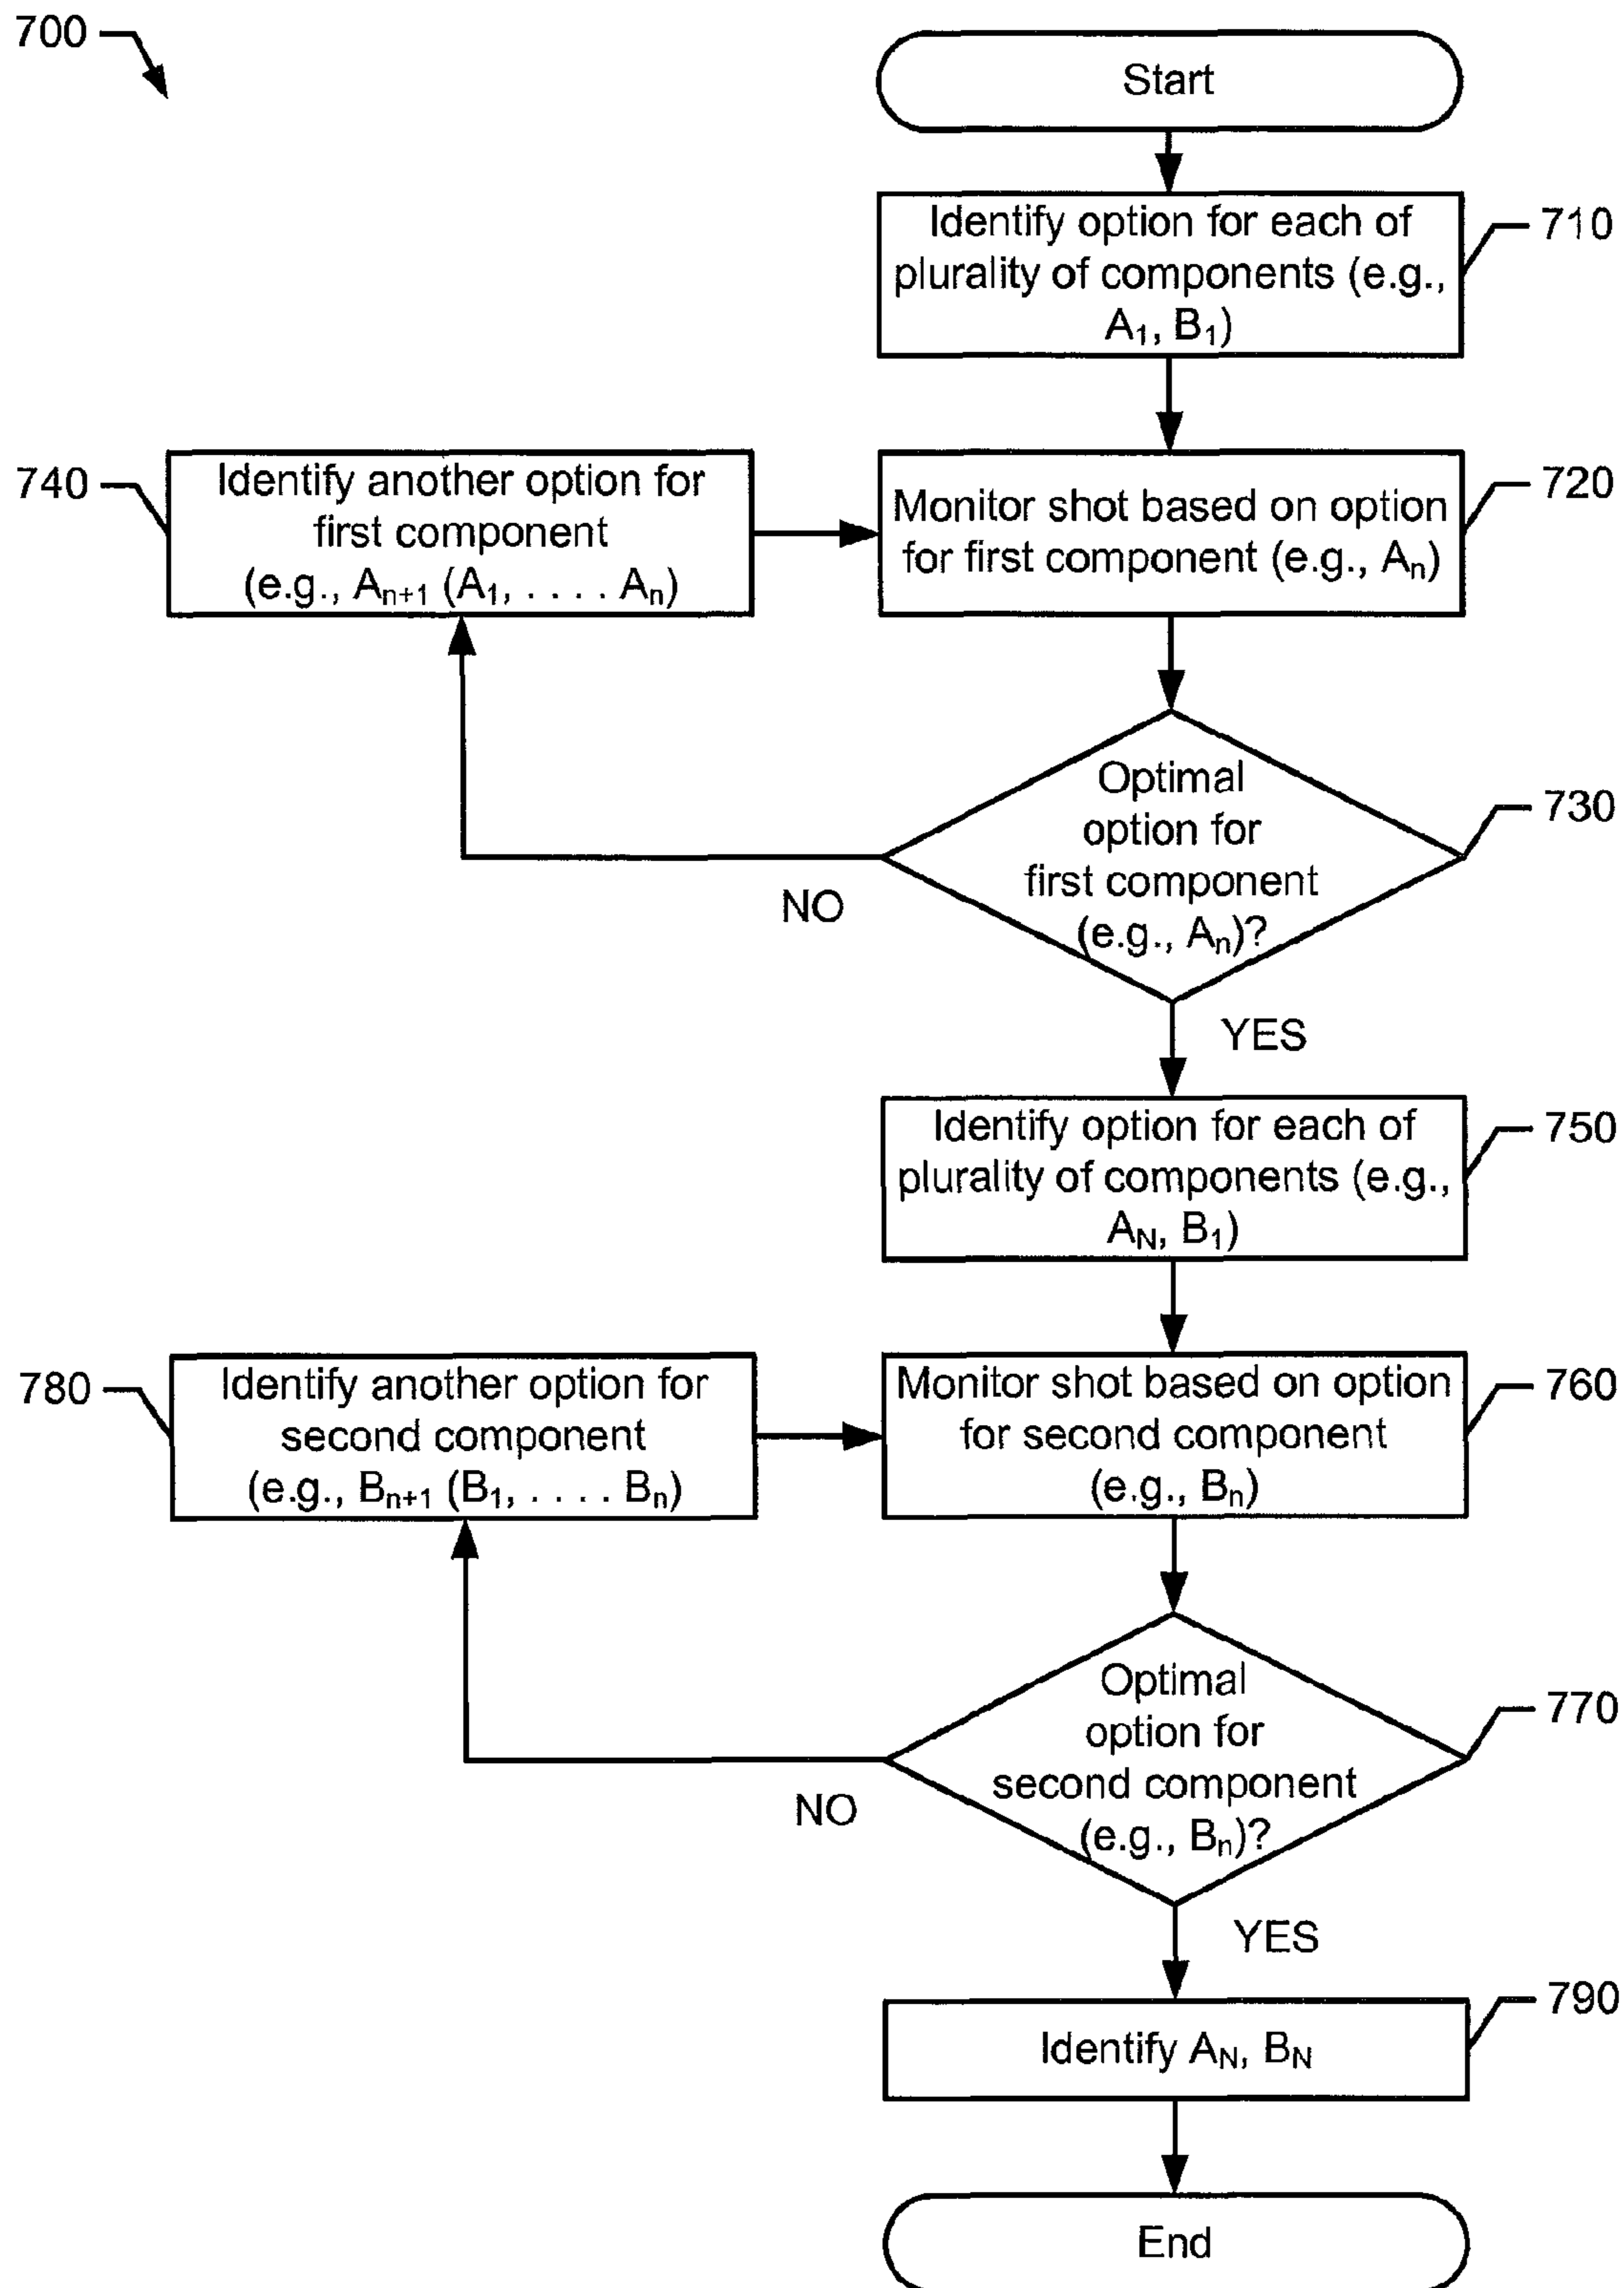 700
Start
Identify option for each of
plurality of components (e.g.,
A₁, B₁)
710
740
Identify another option for
first component
(e.g., Aₙ₊₁ (A₁, . . . . Aₙ)
Monitor shot based on option
for first component (e.g., Aₙ)
720
Optimal
option for
first component
(e.g., Aₙ)?
730
NO
YES
Identify option for each of
plurality of components (e.g.,
A_N, B₁)
750
780
Identify another option for
second component
(e.g., Bₙ₊₁ (B₁, . . . . Bₙ)
Monitor shot based on option
for second component
(e.g., Bₙ)
760
Optimal
option for
second component
(e.g., Bₙ)?
770
NO
YES
Identify A_N, B_N
790
End